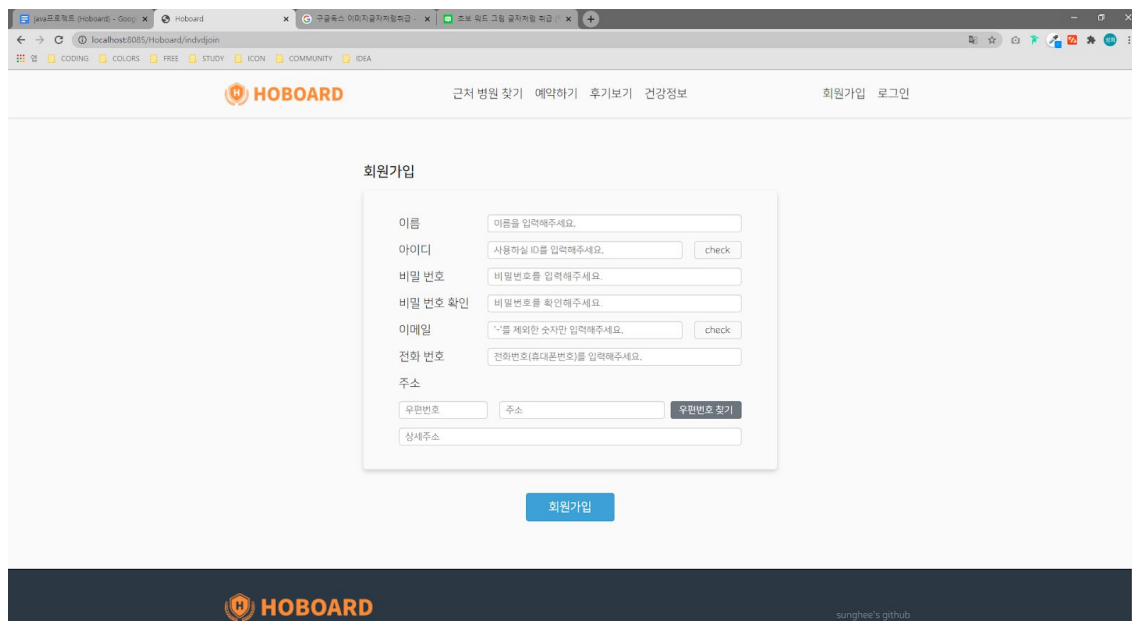 java프로젝트 (Hoboard) - Goog
Hoboard
구글독스 이미지글자처럼취급 -
초보 워드 그림 글자처럼 취급
localhost:8085/Hoboard/indvdjoin
앱 CODING COLORS FREE STUDY ICON COMMUNITY IDEA
HOBOARD 근처 병원 찾기 예약하기 후기보기 건강정보 회원가입 로그인
회원가입
이름 이름을 입력해주세요.
아이디 사용하실 ID를 입력해주세요. check
비밀 번호 비밀번호를 입력해주세요.
비밀 번호 확인 비밀번호를 확인해주세요.
이메일 '-'를 제외한 숫자만 입력해주세요. check
전화 번호 전화번호(휴대폰번호)를 입력해주세요.
주소
우편번호 주소 우편번호 찾기
상세주소
회원가입
HOBOARD sunghee's github